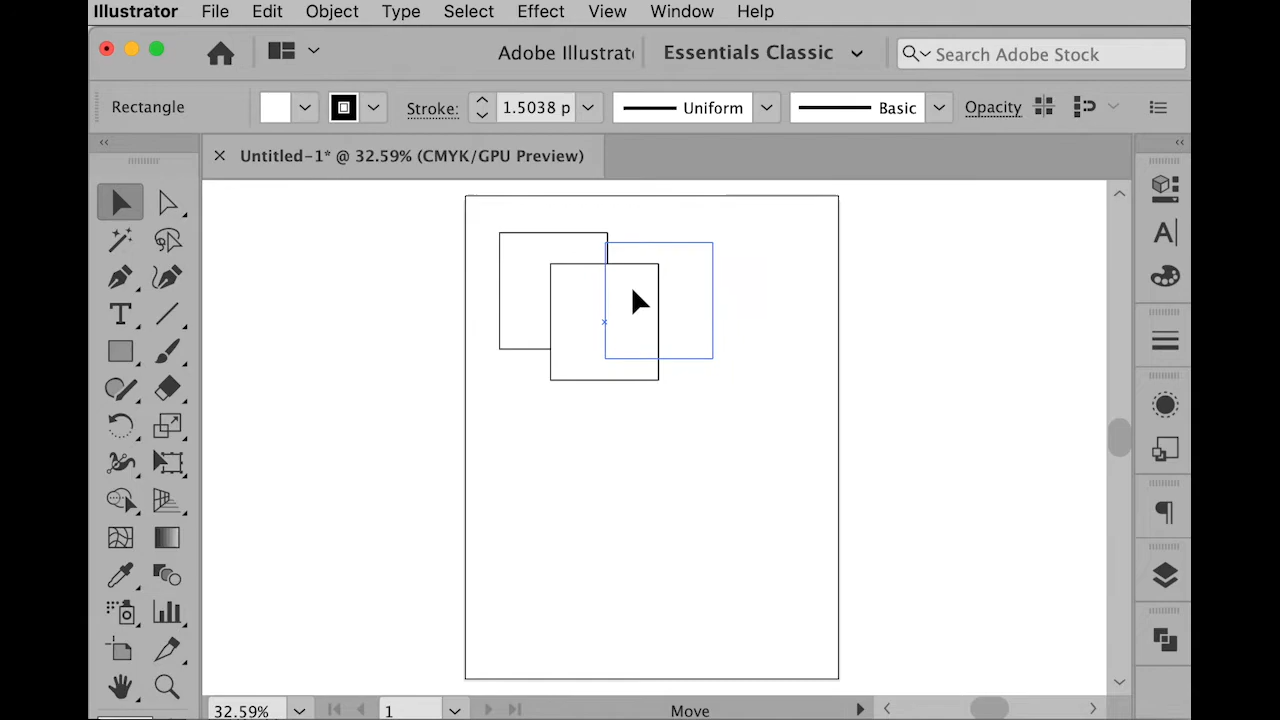 Illustrator File Edit Object Type Select Effect View Window Help
Adobe Illustrat Essentials Classic Search Adobe Stock
Rectangle Stroke: 1.5038 p Uniform Basic Opacity
Untitled-1* @ 32.59% (CMYK/GPU Preview)
32.59% 1 Move